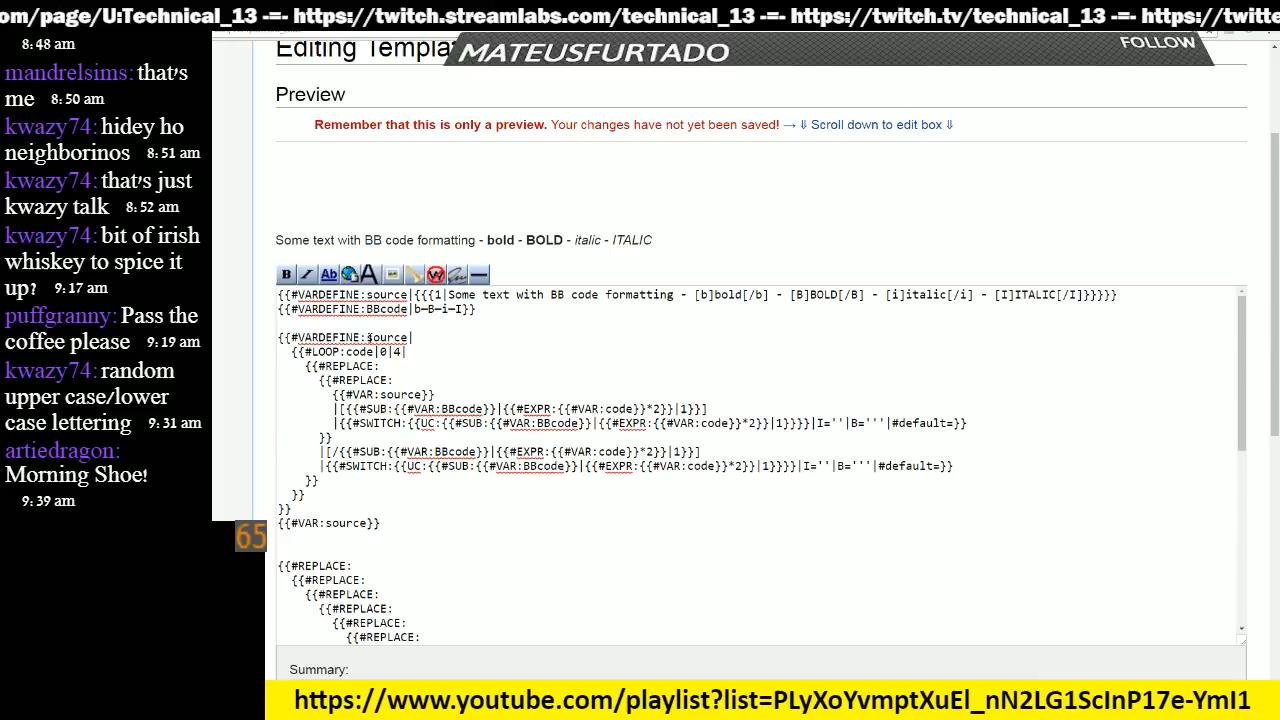 om/page/U:Technical_13 -=- https://twitch.streamlabs.com/technical_13 -=- https://twitch.tv/technical_13 -=- https://twitte
8:48 am
mandrelsims: that's
me 8:50 am
kwazy74: hidey ho
neighborinos 8:51 am
kwazy74: that's just
kwazy talk 8:52 am
kwazy74: bit of irish
whiskey to spice it
up? 9:17 am
puffgranny: Pass the
coffee please 9:19 am
kwazy74: random
upper case/lower
case lettering 9:31 am
artiedragon:
Morning Shoe!
9:39 am
65
Editing Templa
MATEUSFURTADO
FOLLOW
Preview
Remember that this is only a preview. Your changes have not yet been saved! → ⇓ Scroll down to edit box ⇓
Some text with BB code formatting - bold - BOLD - italic - ITALIC
B I Ab A W
{{#VARDEFINE:source|{{{1|Some text with BB code formatting - [b]bold[/b] - [B]BOLD[/B] - [i]italic[/i] - [I]ITALIC[/I]}}}}}
{{#VARDEFINE:BBcode|b—B—i—I}}
{{#VARDEFINE:source|
{{#LOOP:code|0|4|
{{#REPLACE:
{{#REPLACE:
{{#VAR:source}}
|[{{#SUB:{{#VAR:BBcode}}|{{#EXPR:{{#VAR:code}}*2}}|1}}]
|{{#SWITCH:{{UC:{{#SUB:{{#VAR:BBcode}}|{{#EXPR:{{#VAR:code}}*2}}|1}}}}|I=''|B='''|#default=}}
}}
|[/{{#SUB:{{#VAR:BBcode}}|{{#EXPR:{{#VAR:code}}*2}}|1}}]
|{{#SWITCH:{{UC:{{#SUB:{{#VAR:BBcode}}|{{#EXPR:{{#VAR:code}}*2}}|1}}}}|I=''|B='''|#default=}}
}}
}}
}}
{{#VAR:source}}
{{#REPLACE:
{{#REPLACE:
{{#REPLACE:
{{#REPLACE:
{{#REPLACE:
{{#REPLACE:
Summary:
https://www.youtube.com/playlist?list=PLyXoYvmptXuEl_nN2LG1ScInP17e-YmI1